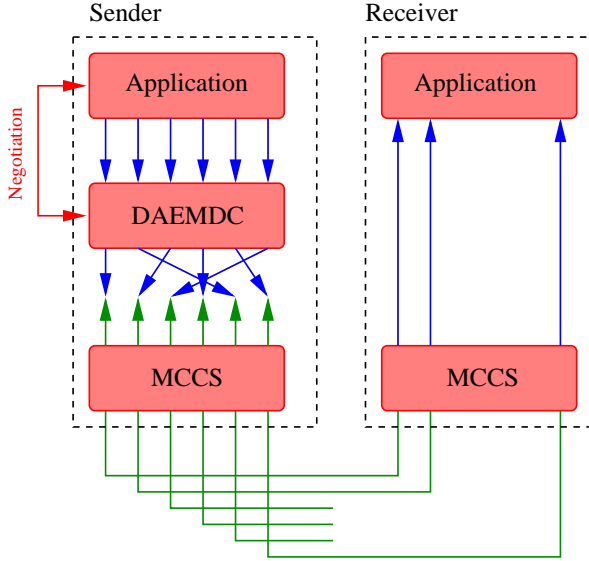 Sender
Receiver
Application
Application
Negotiation
DAEMDC
MCCS
MCCS